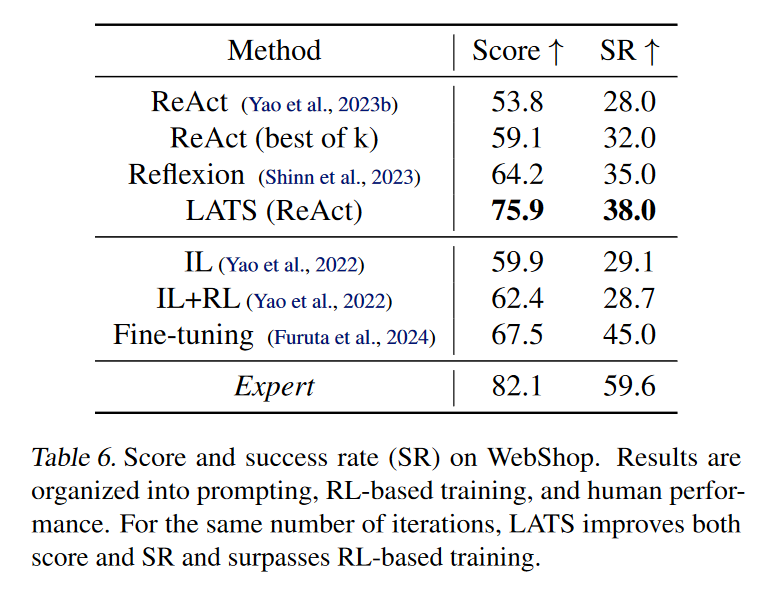 Method Score ↑ SR ↑
ReAct (Yao et al., 2023b) 53.8 28.0
ReAct (best of k) 59.1 32.0
Reflexion (Shinn et al., 2023) 64.2 35.0
LATS (ReAct) 75.9 38.0
IL (Yao et al., 2022) 59.9 29.1
IL+RL (Yao et al., 2022) 62.4 28.7
Fine-tuning (Furuta et al., 2024) 67.5 45.0
Expert 82.1 59.6
Table 6. Score and success rate (SR) on WebShop. Results are
organized into prompting, RL-based training, and human perfor-
mance. For the same number of iterations, LATS improves both
score and SR and surpasses RL-based training.